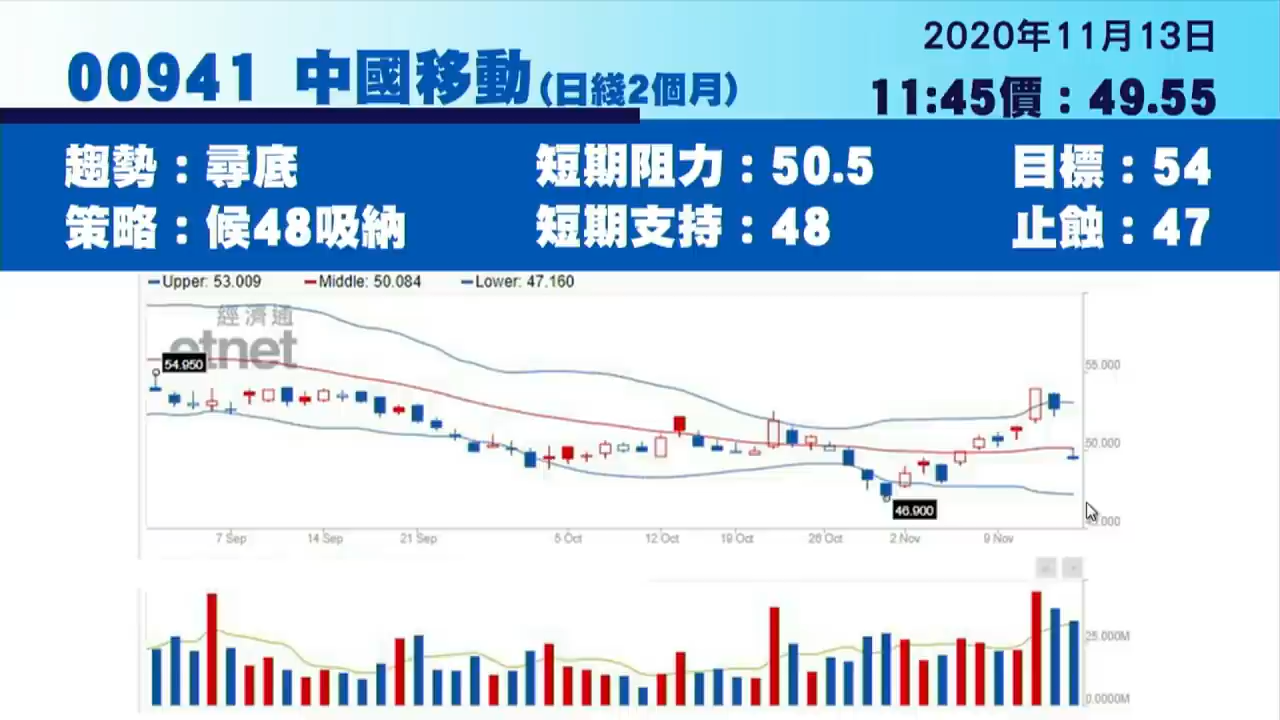 2020年11月13日
00941 中國移動(日綫2個月)
11:45價：49.55
趨勢：尋底 短期阻力：50.5 目標：54
策略：候48吸納 短期支持：48 止蝕：47
Upper: 53.009 Middle: 50.084 Lower: 47.160
經濟通
etnet
54.950
55.000
50.000
46.900
7 Sep 14 Sep 21 Sep 5 Oct 12 Oct 19 Oct 26 Oct 2 Nov 9 Nov
25.000M
0.0000M